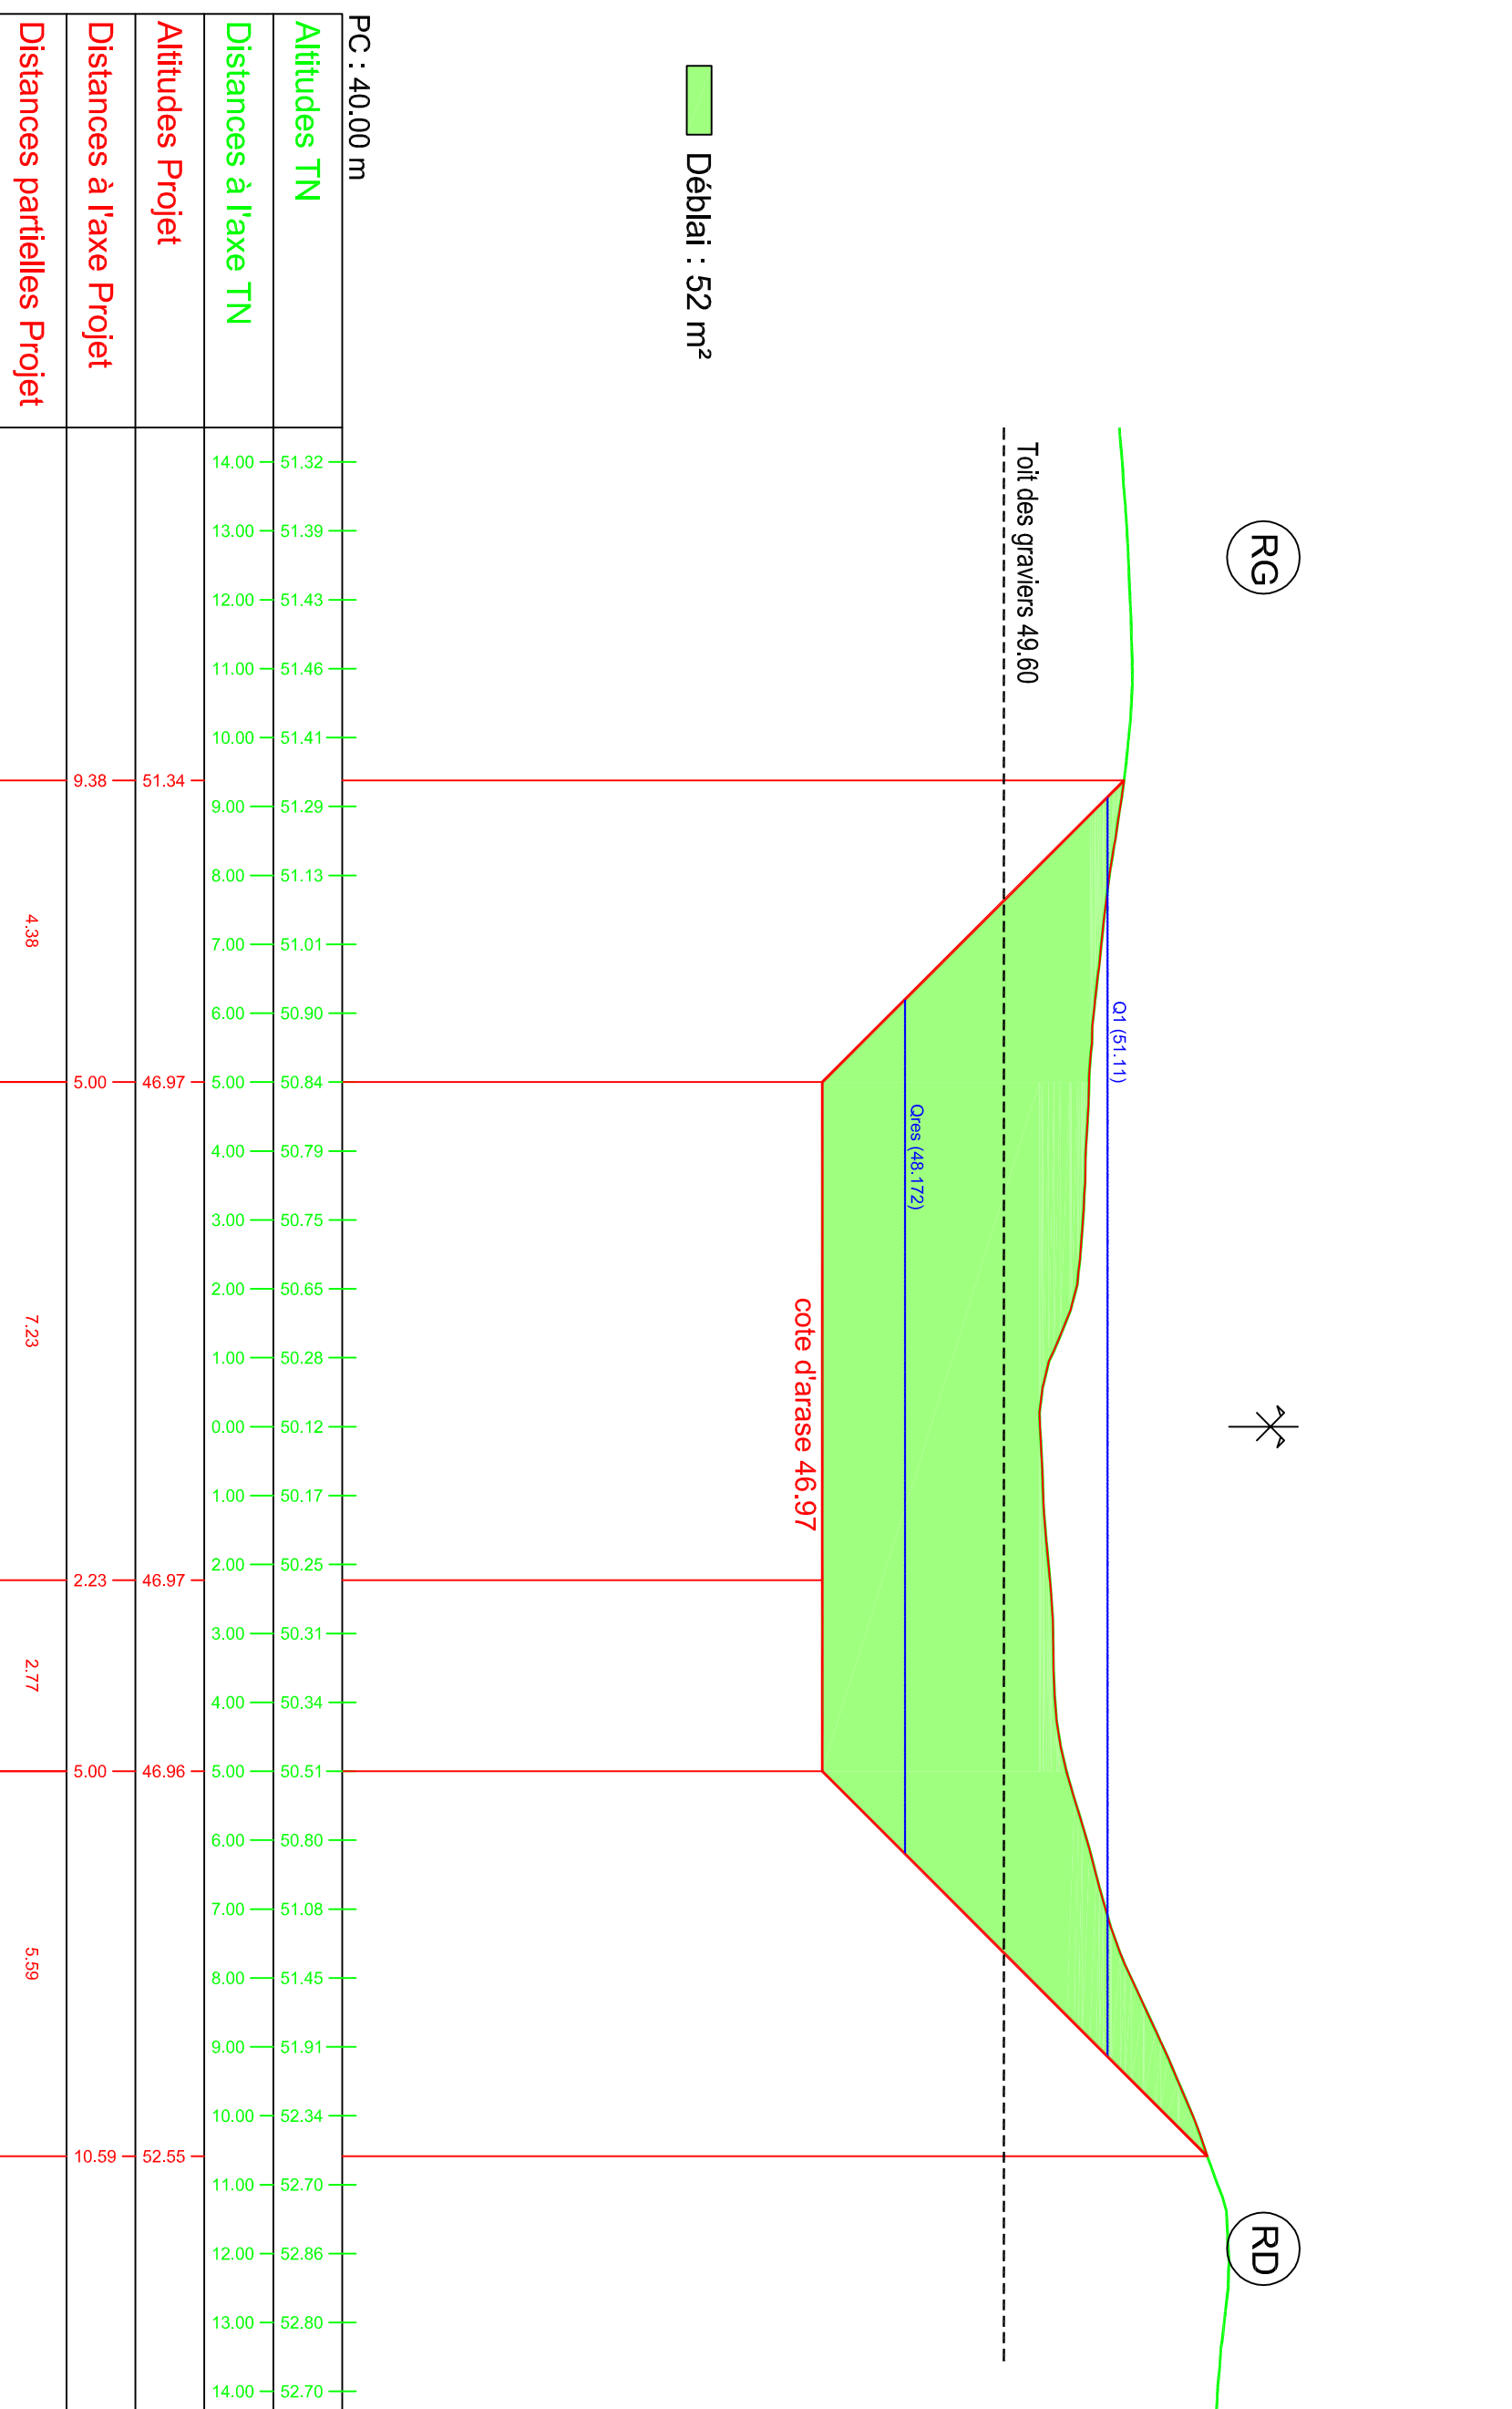 RG
RD
Toit des graviers 49.60
Q1 (51.11)
Qres (48.172)
cote d'arase 46.97
Déblai : 52 m²
PC : 40.00 m
Altitudes TN
51.32 51.39 51.43 51.46 51.41 51.29 51.13 51.01 50.90 50.84 50.79 50.75 50.65 50.28 50.12 50.17 50.25 50.31 50.34 50.51 50.80 51.08 51.45 51.91 52.34 52.70 52.86 52.80 52.70
Distances à l'axe TN
14.00 13.00 12.00 11.00 10.00 9.00 8.00 7.00 6.00 5.00 4.00 3.00 2.00 1.00 0.00 1.00 2.00 3.00 4.00 5.00 6.00 7.00 8.00 9.00 10.00 11.00 12.00 13.00 14.00
Altitudes Projet
51.34 46.97 46.97 46.96 52.55
Distances à l'axe Projet
9.38 5.00 2.23 5.00 10.59
Distances partielles Projet
4.38 7.23 2.77 5.59